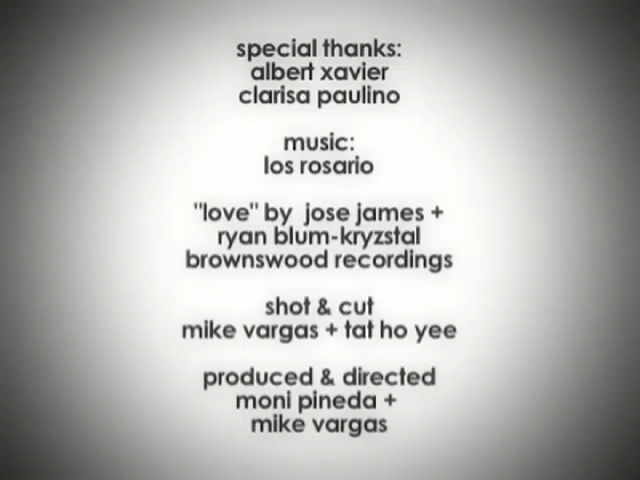 special thanks:
albert xavier
clarisa paulino
music:
los rosario
"love" by jose james +
ryan blum-kryzstal
brownswood recordings
shot & cut
mike vargas + tat ho yee
produced & directed
moni pineda +
mike vargas